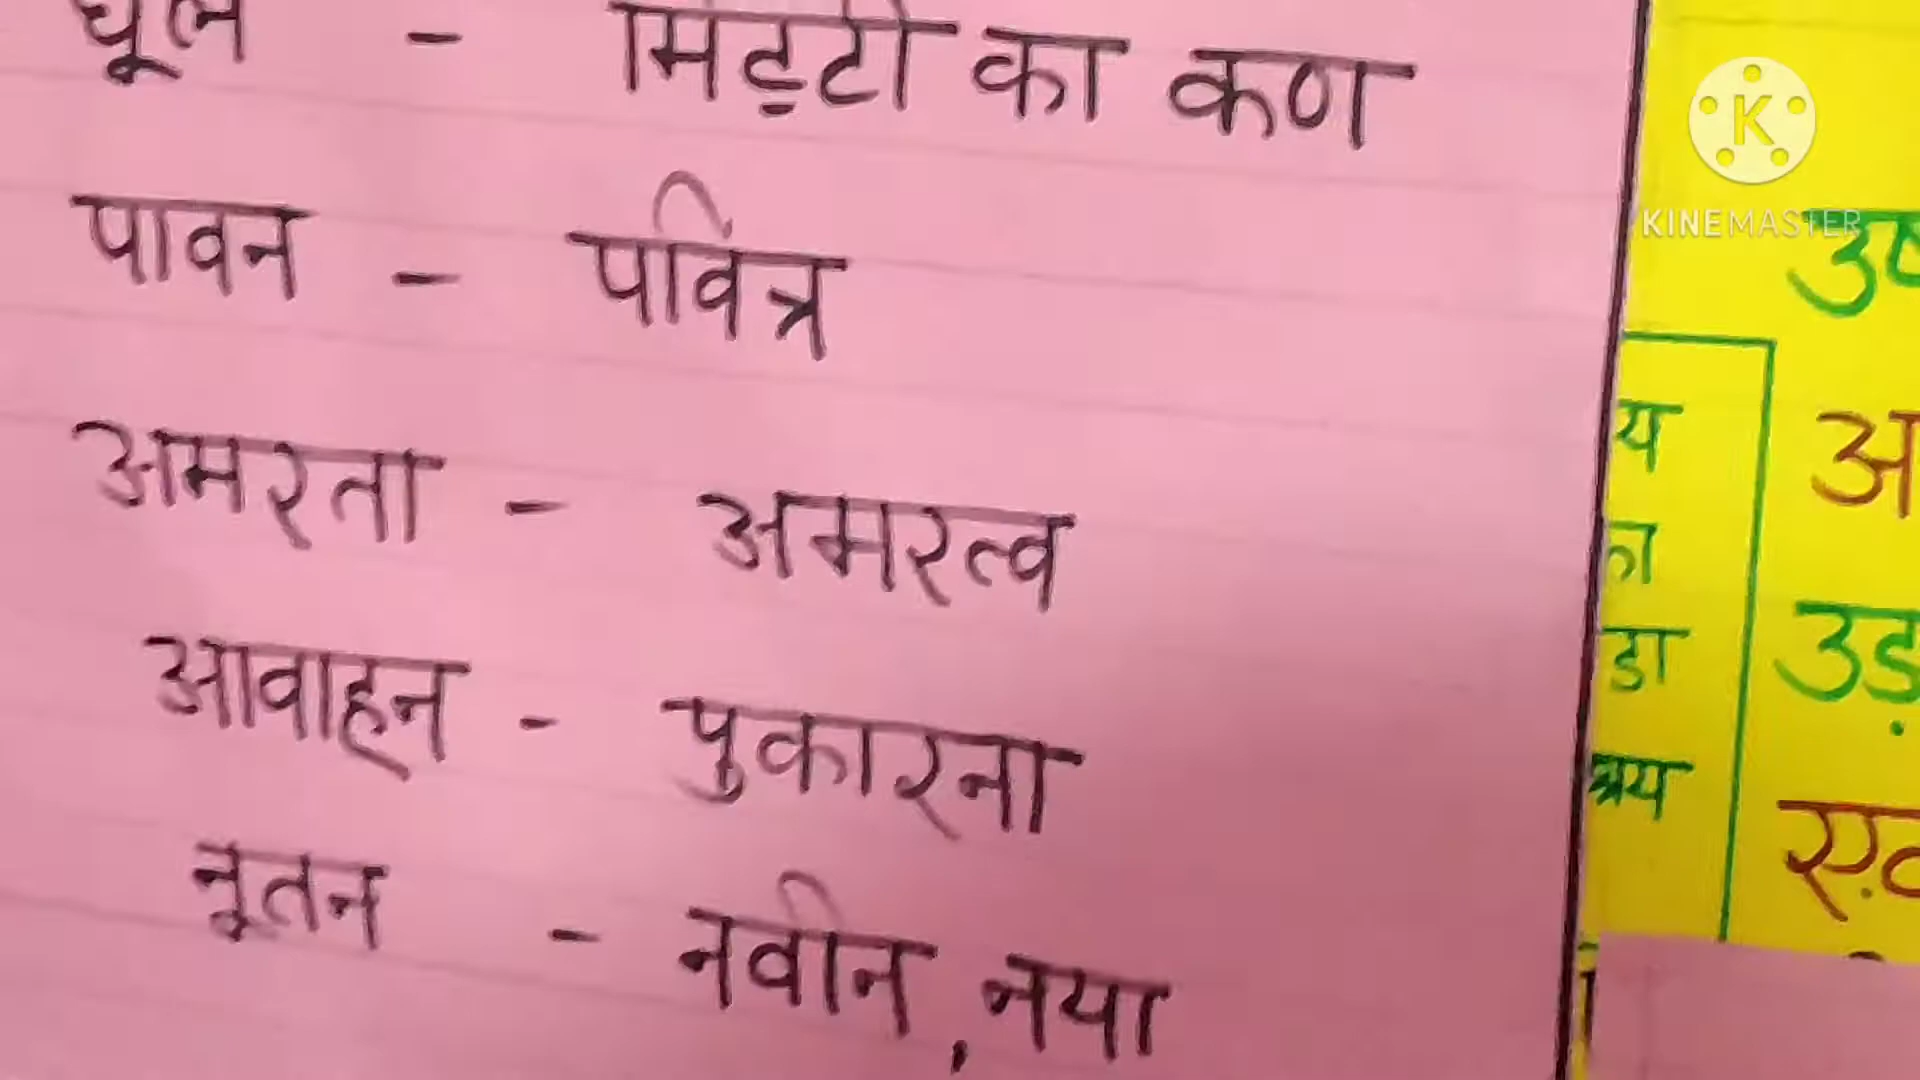 धूल - मिट्टी का कण
पावन - पवित्र
अमरता - अमरत्व
आवाहन - पुकारना
नूतन - नवीन, नया
KINEMASTER